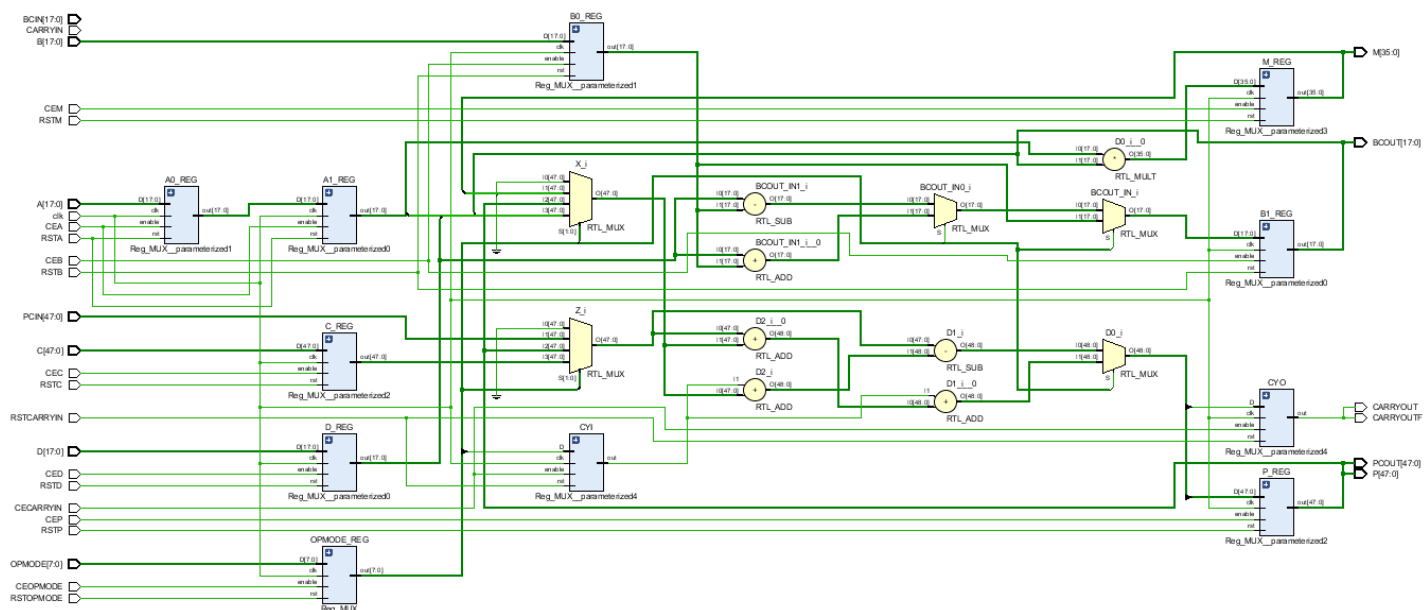 BCIN[17:0]
CARRYIN
B[17:0]
CEM
RSTM
A[17:0]
clk
CEA
RSTA
CEB
RSTB
PCIN[47:0]
C[47:0]
CEC
RSTC
RSTCARRYIN
D[17:0]
CED
RSTD
CECARRYIN
CEP
RSTP
OPMODE[7:0]
CEOPMODE
RSTOPMODE
A0_REG
D[17:0]
clk
enable
rst
out[17:0]
Reg_MUX__parameterized1
A1_REG
D[17:0]
clk
enable
rst
out[17:0]
Reg_MUX__parameterized0
C_REG
D[47:0]
clk
enable
rst
out[47:0]
Reg_MUX__parameterized2
D_REG
D[17:0]
clk
enable
rst
out[17:0]
Reg_MUX__parameterized0
OPMODE_REG
D[7:0]
clk
enable
rst
out[7:0]
Reg_MUX
B0_REG
D[17:0]
clk
enable
rst
out[17:0]
Reg_MUX__parameterized1
X_i
I0[47:0]
I1[47:0]
I2[47:0]
I3[47:0]
S[1:0]
O[47:0]
RTL_MUX
Z_i
I0[47:0]
I1[47:0]
I2[47:0]
I3[47:0]
S[1:0]
O[47:0]
RTL_MUX
CYI
D
clk
enable
rst
out
Reg_MUX__parameterized4
BCOUT_IN1_i
I0[17:0]
I1[17:0]
O[17:0]
RTL_SUB
BCOUT_IN1_i__0
I0[17:0]
I1[17:0]
O[17:0]
RTL_ADD
D2_i__0
I0[47:0]
I1[47:0]
O[48:0]
RTL_ADD
D2_i
I1
I0[47:0]
O[48:0]
RTL_ADD
BCOUT_IN0_i
I0[17:0]
I1[17:0]
S
O[17:0]
RTL_MUX
D1_i
I0[48:0]
I1[48:0]
O[48:0]
RTL_SUB
D1_i__0
I1
I0[48:0]
O[48:0]
RTL_ADD
D0_i__0
I0[17:0]
I1[17:0]
O[35:0]
RTL_MULT
BCOUT_IN_i
I0[17:0]
I1[17:0]
S
O[17:0]
RTL_MUX
D0_i
I0[48:0]
I1[48:0]
S
O[48:0]
RTL_MUX
M_REG
D[35:0]
clk
enable
rst
out[35:0]
Reg_MUX__parameterized3
B1_REG
D[17:0]
clk
enable
rst
out[17:0]
Reg_MUX__parameterized0
CYO
D
clk
enable
rst
out
Reg_MUX__parameterized4
P_REG
D[47:0]
clk
enable
rst
out[47:0]
Reg_MUX__parameterized2
M[35:0]
BCOUT[17:0]
CARRYOUT
CARRYOUTF
PCOUT[47:0]
P[47:0]